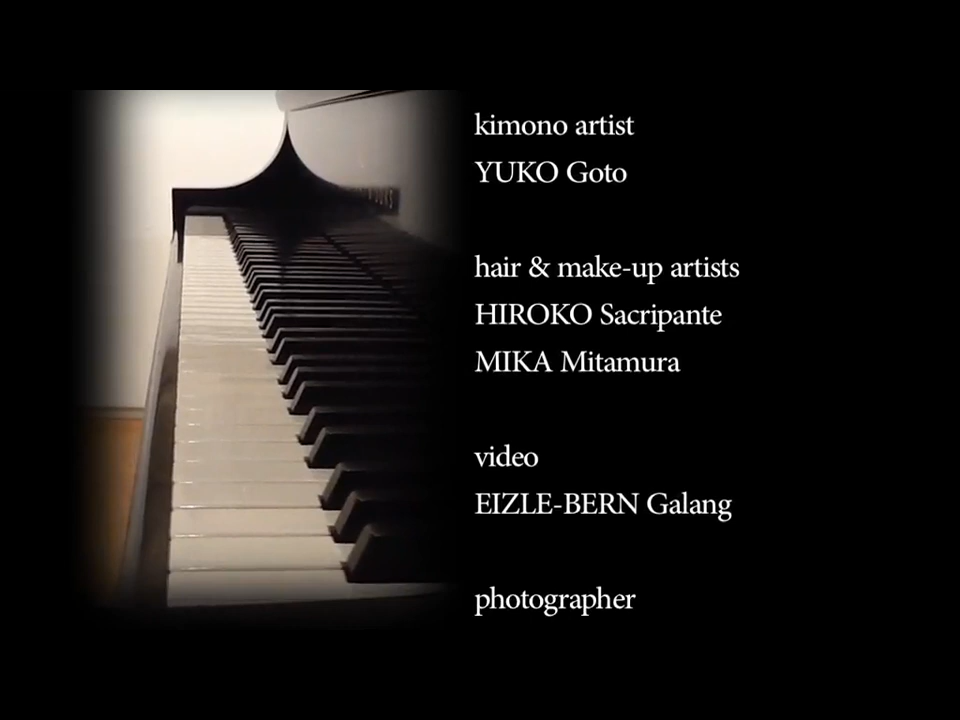 kimono artist
YUKO Goto
hair & make-up artists
HIROKO Sacripante
MIKA Mitamura
video
EIZLE-BERN Galang
photographer